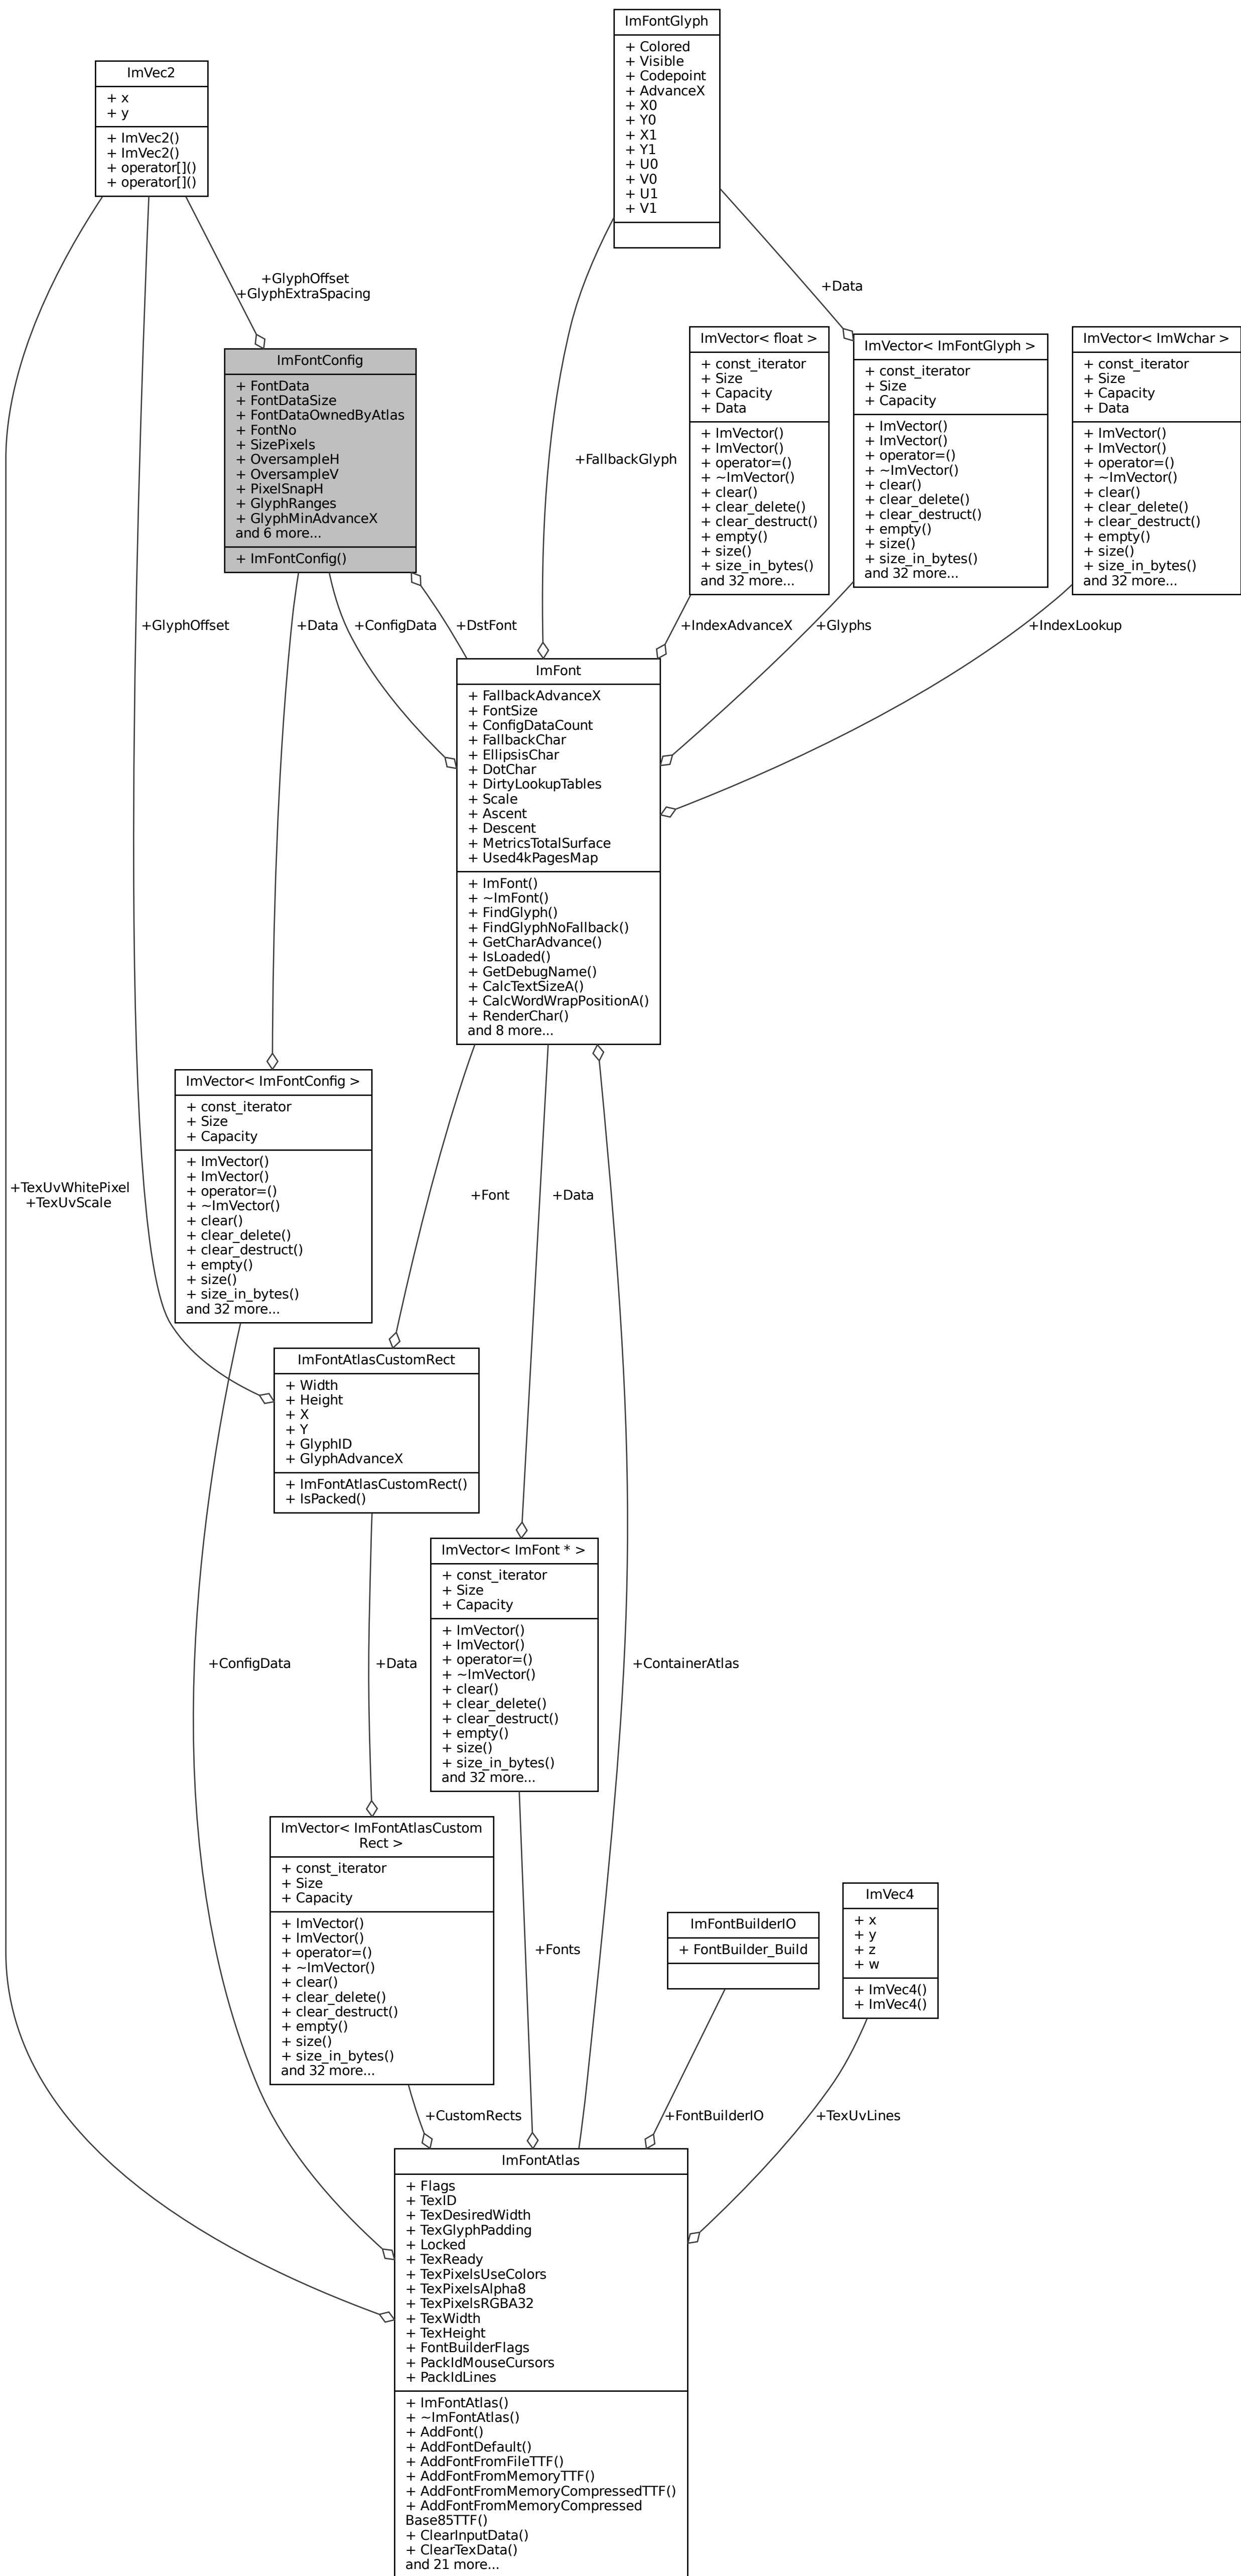 ImFontGlyph
+ Colored
+ Visible
+ Codepoint
+ AdvanceX
+ X0
+ Y0
+ X1
+ Y1
+ U0
+ V0
+ U1
+ V1
ImVec2
+ x
+ y
+ ImVec2()
+ ImVec2()
+ operator[]()
+ operator[]()
+GlyphOffset
+GlyphExtraSpacing
+Data
ImFontConfig
+ FontData
+ FontDataSize
+ FontDataOwnedByAtlas
+ FontNo
+ SizePixels
+ OversampleH
+ OversampleV
+ PixelSnapH
+ GlyphRanges
+ GlyphMinAdvanceX
and 6 more...
+ ImFontConfig()
+FallbackGlyph
ImVector< float >
+ const_iterator
+ Size
+ Capacity
+ Data
+ ImVector()
+ ImVector()
+ operator=()
+ ~ImVector()
+ clear()
+ clear_delete()
+ clear_destruct()
+ empty()
+ size()
+ size_in_bytes()
and 32 more...
ImVector< ImFontGlyph >
+ const_iterator
+ Size
+ Capacity
+ ImVector()
+ ImVector()
+ operator=()
+ ~ImVector()
+ clear()
+ clear_delete()
+ clear_destruct()
+ empty()
+ size()
+ size_in_bytes()
and 32 more...
ImVector< ImWchar >
+ const_iterator
+ Size
+ Capacity
+ Data
+ ImVector()
+ ImVector()
+ operator=()
+ ~ImVector()
+ clear()
+ clear_delete()
+ clear_destruct()
+ empty()
+ size()
+ size_in_bytes()
and 32 more...
+GlyphOffset
+Data
+ConfigData
+DstFont
+IndexAdvanceX
+Glyphs
+IndexLookup
ImFont
+ FallbackAdvanceX
+ FontSize
+ ConfigDataCount
+ FallbackChar
+ EllipsisChar
+ DotChar
+ DirtyLookupTables
+ Scale
+ Ascent
+ Descent
+ MetricsTotalSurface
+ Used4kPagesMap
+ ImFont()
+ ~ImFont()
+ FindGlyph()
+ FindGlyphNoFallback()
+ GetCharAdvance()
+ IsLoaded()
+ GetDebugName()
+ CalcTextSizeA()
+ CalcWordWrapPositionA()
+ RenderChar()
and 8 more...
ImVector< ImFontConfig >
+ const_iterator
+ Size
+ Capacity
+ ImVector()
+ ImVector()
+ operator=()
+ ~ImVector()
+ clear()
+ clear_delete()
+ clear_destruct()
+ empty()
+ size()
+ size_in_bytes()
and 32 more...
+TexUvWhitePixel
+TexUvScale
+Font
+Data
ImFontAtlasCustomRect
+ Width
+ Height
+ X
+ Y
+ GlyphID
+ GlyphAdvanceX
+ ImFontAtlasCustomRect()
+ IsPacked()
ImVector< ImFont * >
+ const_iterator
+ Size
+ Capacity
+ ImVector()
+ ImVector()
+ operator=()
+ ~ImVector()
+ clear()
+ clear_delete()
+ clear_destruct()
+ empty()
+ size()
+ size_in_bytes()
and 32 more...
+ConfigData
+Data
+ContainerAtlas
ImVector< ImFontAtlasCustom
Rect >
+ const_iterator
+ Size
+ Capacity
+ ImVector()
+ ImVector()
+ operator=()
+ ~ImVector()
+ clear()
+ clear_delete()
+ clear_destruct()
+ empty()
+ size()
+ size_in_bytes()
and 32 more...
+Fonts
ImFontBuilderIO
+ FontBuilder_Build
ImVec4
+ x
+ y
+ z
+ w
+ ImVec4()
+ ImVec4()
+CustomRects
+FontBuilderIO
+TexUvLines
ImFontAtlas
+ Flags
+ TexID
+ TexDesiredWidth
+ TexGlyphPadding
+ Locked
+ TexReady
+ TexPixelsUseColors
+ TexPixelsAlpha8
+ TexPixelsRGBA32
+ TexWidth
+ TexHeight
+ FontBuilderFlags
+ PackIdMouseCursors
+ PackIdLines
+ ImFontAtlas()
+ ~ImFontAtlas()
+ AddFont()
+ AddFontDefault()
+ AddFontFromFileTTF()
+ AddFontFromMemoryTTF()
+ AddFontFromMemoryCompressedTTF()
+ AddFontFromMemoryCompressed
Base85TTF()
+ ClearInputData()
+ ClearTexData()
and 21 more...